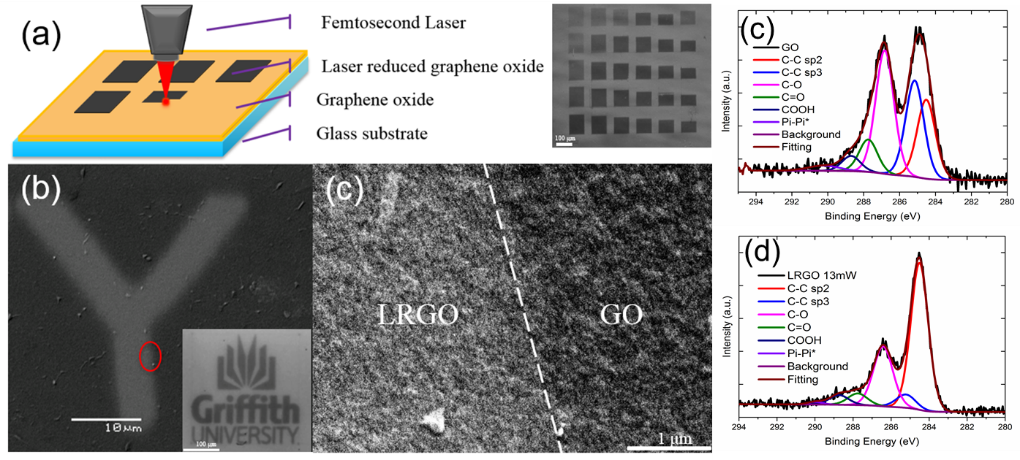 (a)
Femtosecond Laser
Laser reduced graphene oxide
Graphene oxide
Glass substrate
100 μm
(b)
10μm
Griffith
UNIVERSITY
100 μm
(c)
LRGO
GO
1 μm
(c)
GO
C-C sp2
C-C sp3
C-O
C=O
COOH
Pi-Pi*
Background
Fitting
Intensity (a.u.)
294 292 290 288 286 284 282 280
Binding Energy (eV)
(d)
LRGO 13mW
C-C sp2
C-C sp3
C-O
C=O
COOH
Pi-Pi*
Background
Fitting
Intensity (a.u.)
294 292 290 288 286 284 282 280
Binding Energy (eV)